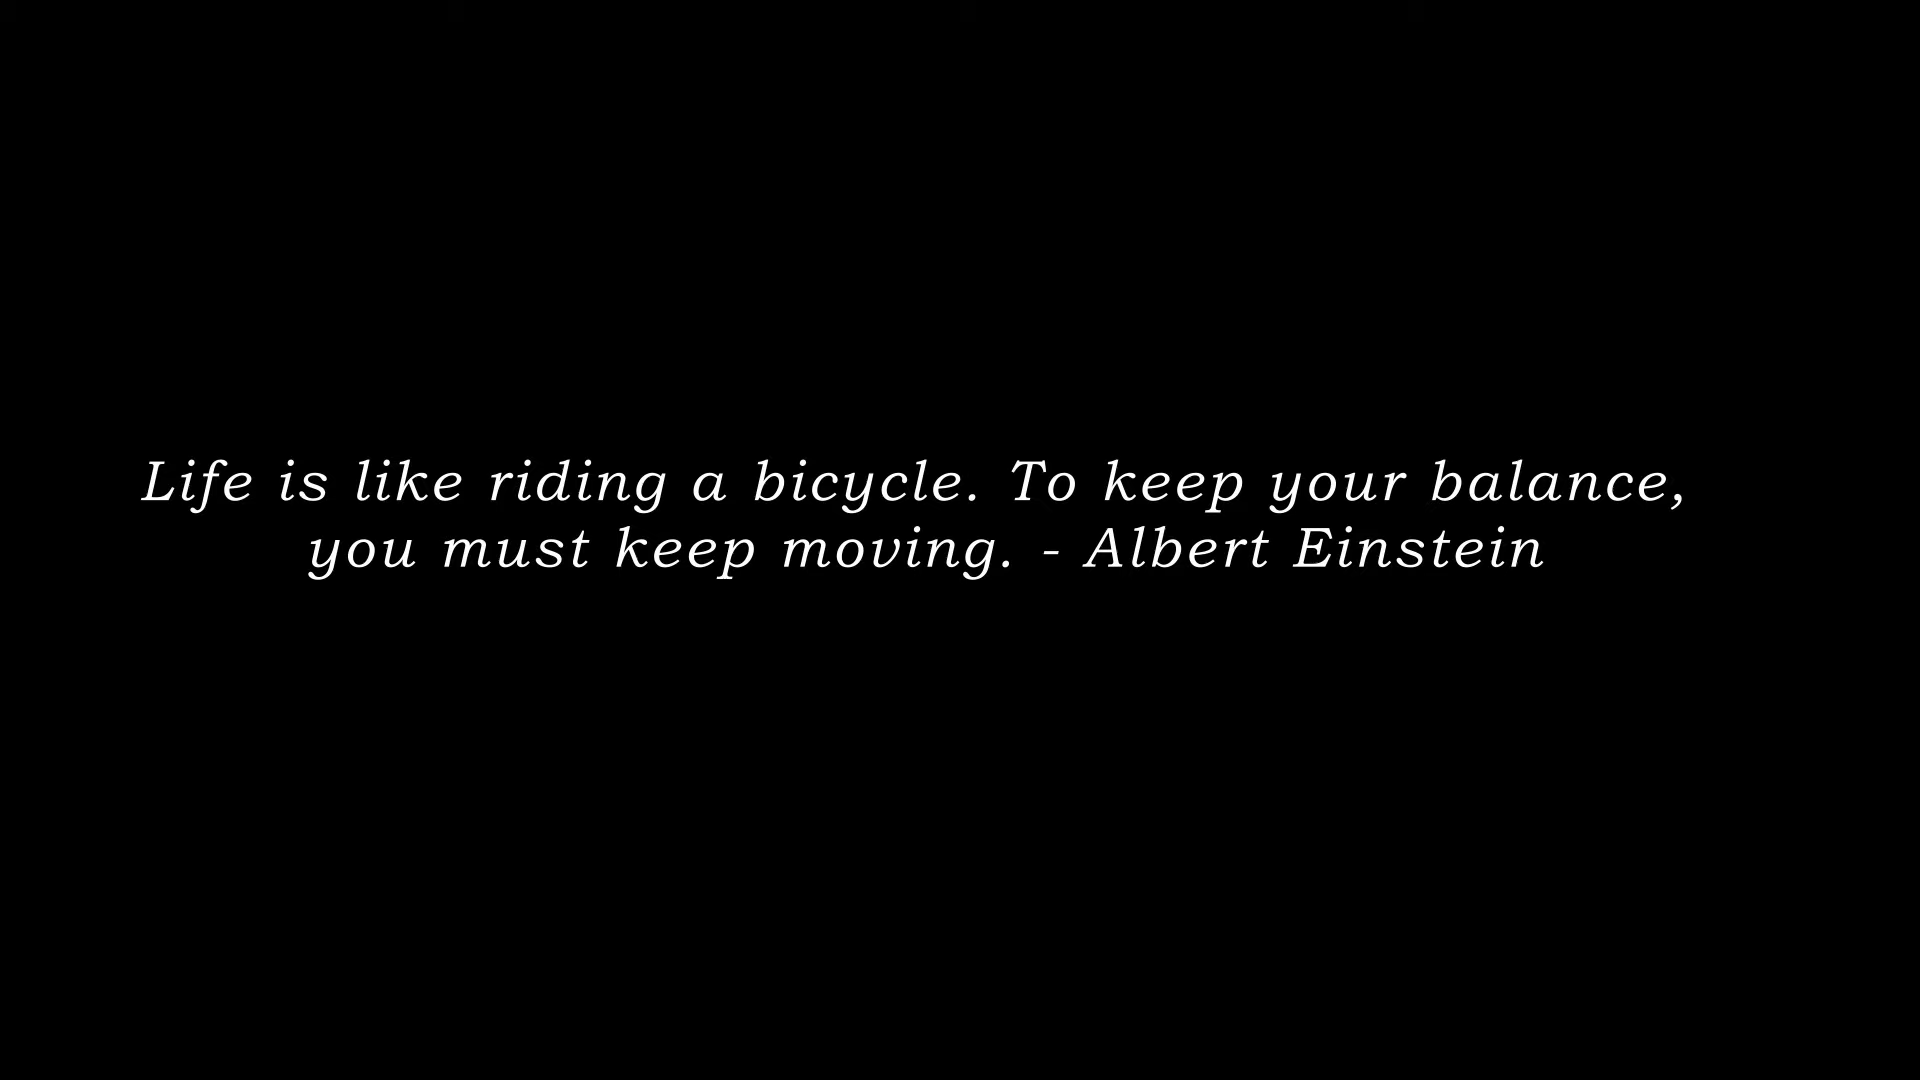 Life is like riding a bicycle. To keep your balance,
you must keep moving. - Albert Einstein